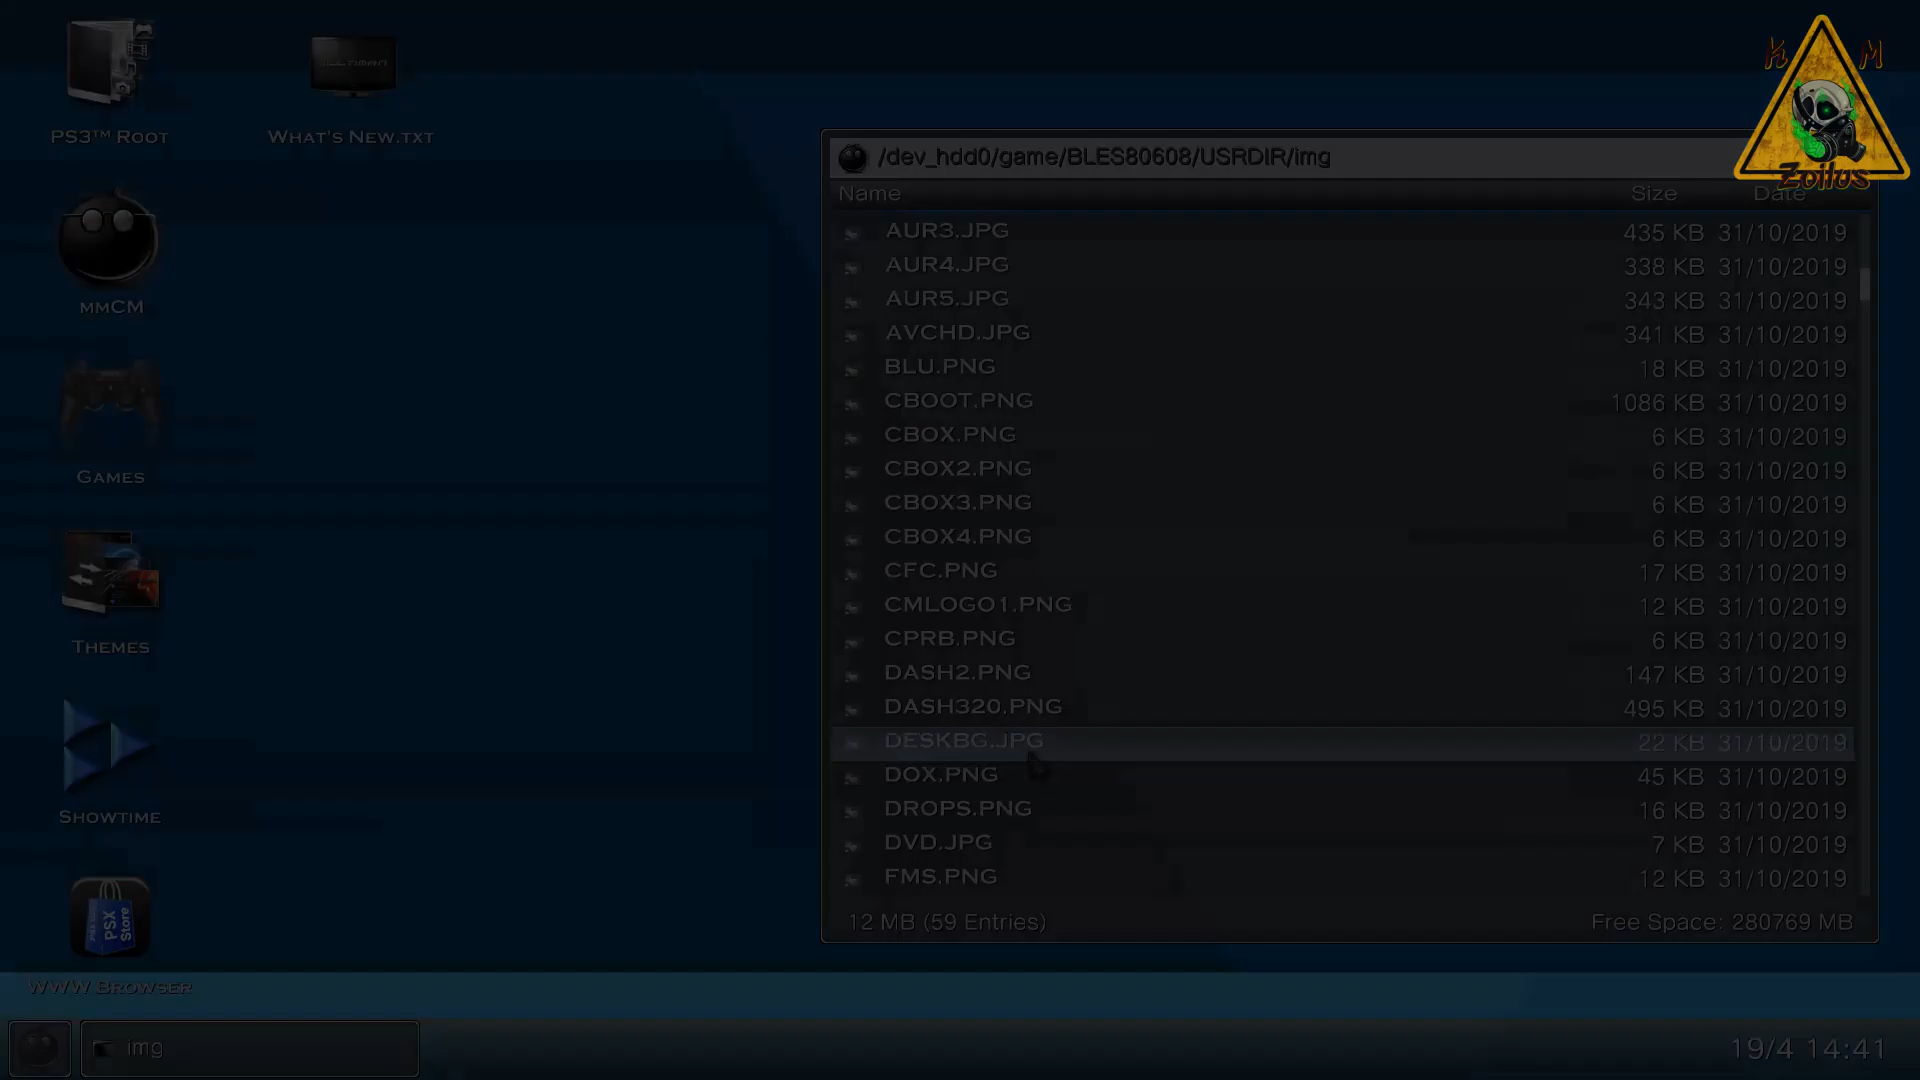 PS3™ Root
What's New.txt
mmCM
Games
Themes
Showtime
PSX
Store
WWW Browser
K M
Zoilus
/dev_hdd0/game/BLES80608/USRDIR/img
Name Size Date
AUR3.JPG 435 KB 31/10/2019
AUR4.JPG 338 KB 31/10/2019
AUR5.JPG 343 KB 31/10/2019
AVCHD.JPG 341 KB 31/10/2019
BLU.PNG 18 KB 31/10/2019
CBOOT.PNG 1086 KB 31/10/2019
CBOX.PNG 6 KB 31/10/2019
CBOX2.PNG 6 KB 31/10/2019
CBOX3.PNG 6 KB 31/10/2019
CBOX4.PNG 6 KB 31/10/2019
CFC.PNG 17 KB 31/10/2019
CMLOGO1.PNG 12 KB 31/10/2019
CPRB.PNG 6 KB 31/10/2019
DASH2.PNG 147 KB 31/10/2019
DASH320.PNG 495 KB 31/10/2019
DESKBG.JPG 22 KB 31/10/2019
DOX.PNG 45 KB 31/10/2019
DROPS.PNG 16 KB 31/10/2019
DVD.JPG 7 KB 31/10/2019
FMS.PNG 12 KB 31/10/2019
12 MB (59 Entries) Free Space: 280769 MB
img
19/4 14:41